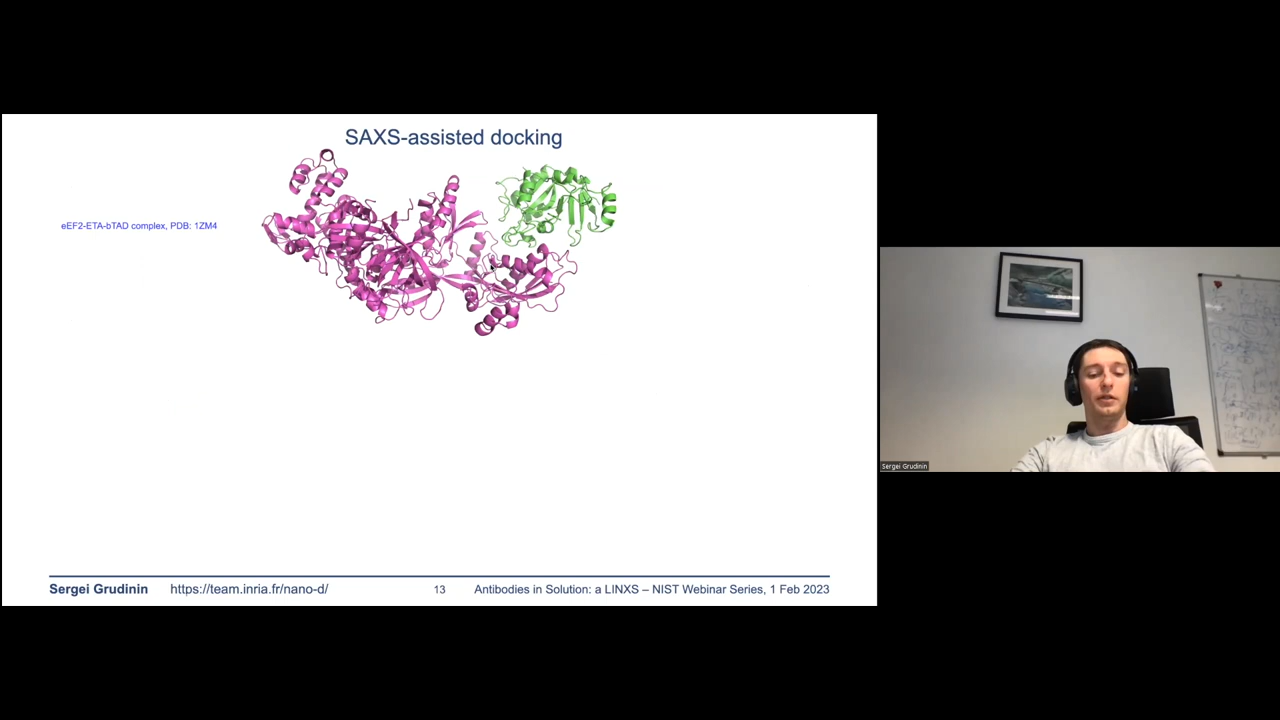 SAXS-assisted docking
eEF2-ETA-bTAD complex, PDB: 1ZM4
Sergei Grudinin
Sergei Grudinin https://team.inria.fr/nano-d/ 13 Antibodies in Solution: a LINXS – NIST Webinar Series, 1 Feb 2023